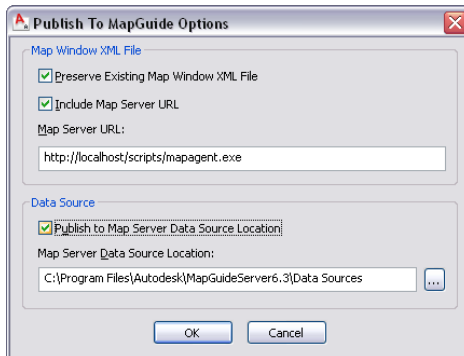 Publish To MapGuide Options
Map Window XML File
Preserve Existing Map Window XML File
Include Map Server URL
Map Server URL:
http://localhost/scripts/mapagent.exe
Data Source
Publish to Map Server Data Source Location
Map Server Data Source Location:
C:\Program Files\Autodesk\MapGuideServer6.3\Data Sources
...
OK
Cancel